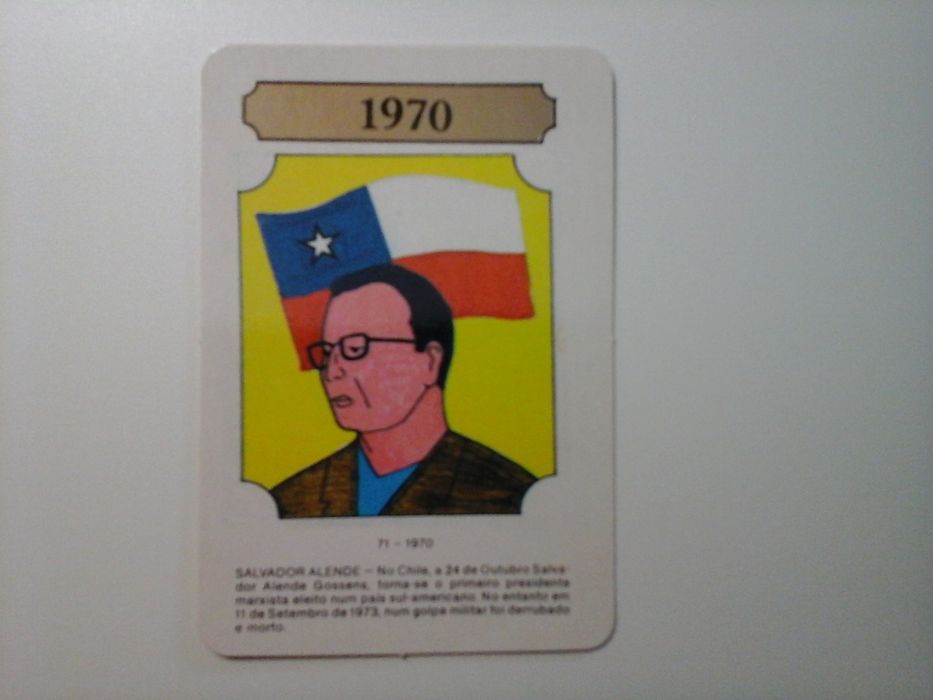 1970
71 - 1970
SALVADOR ALENDE — No Chile, a 24 de Outubro Salva-
dor Alende Gossens, torna-se o primeiro presidente
marxista eleito num país sul-americano. No entanto em
11 de Setembro de 1973, num golpe militar foi derrubado
e morto.